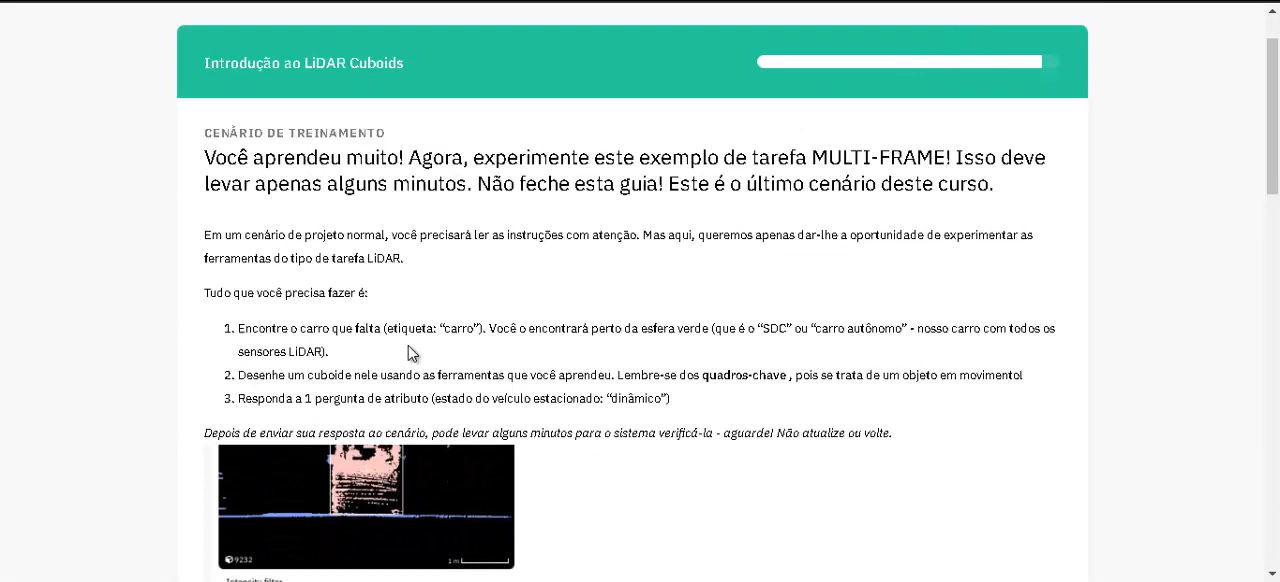 Introdução ao LiDAR Cuboids
CENÁRIO DE TREINAMENTO
Você aprendeu muito! Agora, experimente este exemplo de tarefa MULTI-FRAME! Isso deve
levar apenas alguns minutos. Não feche esta guia! Este é o último cenário deste curso.
Em um cenário de projeto normal, você precisará ler as instruções com atenção. Mas aqui, queremos apenas dar-lhe a oportunidade de experimentar as
ferramentas do tipo de tarefa LiDAR.
Tudo que você precisa fazer é:
1. Encontre o carro que falta (etiqueta: “carro”). Você o encontrará perto da esfera verde (que é o “SDC” ou “carro autônomo” - nosso carro com todos os
sensores LiDAR).
2. Desenhe um cuboide nele usando as ferramentas que você aprendeu. Lembre-se dos quadros-chave , pois se trata de um objeto em movimento!
3. Responda a 1 pergunta de atributo (estado do veículo estacionado: “dinâmico”)
Depois de enviar sua resposta ao cenário, pode levar alguns minutos para o sistema verificá-la - aguarde! Não atualize ou volte.
9232
1 m
Intensity filter